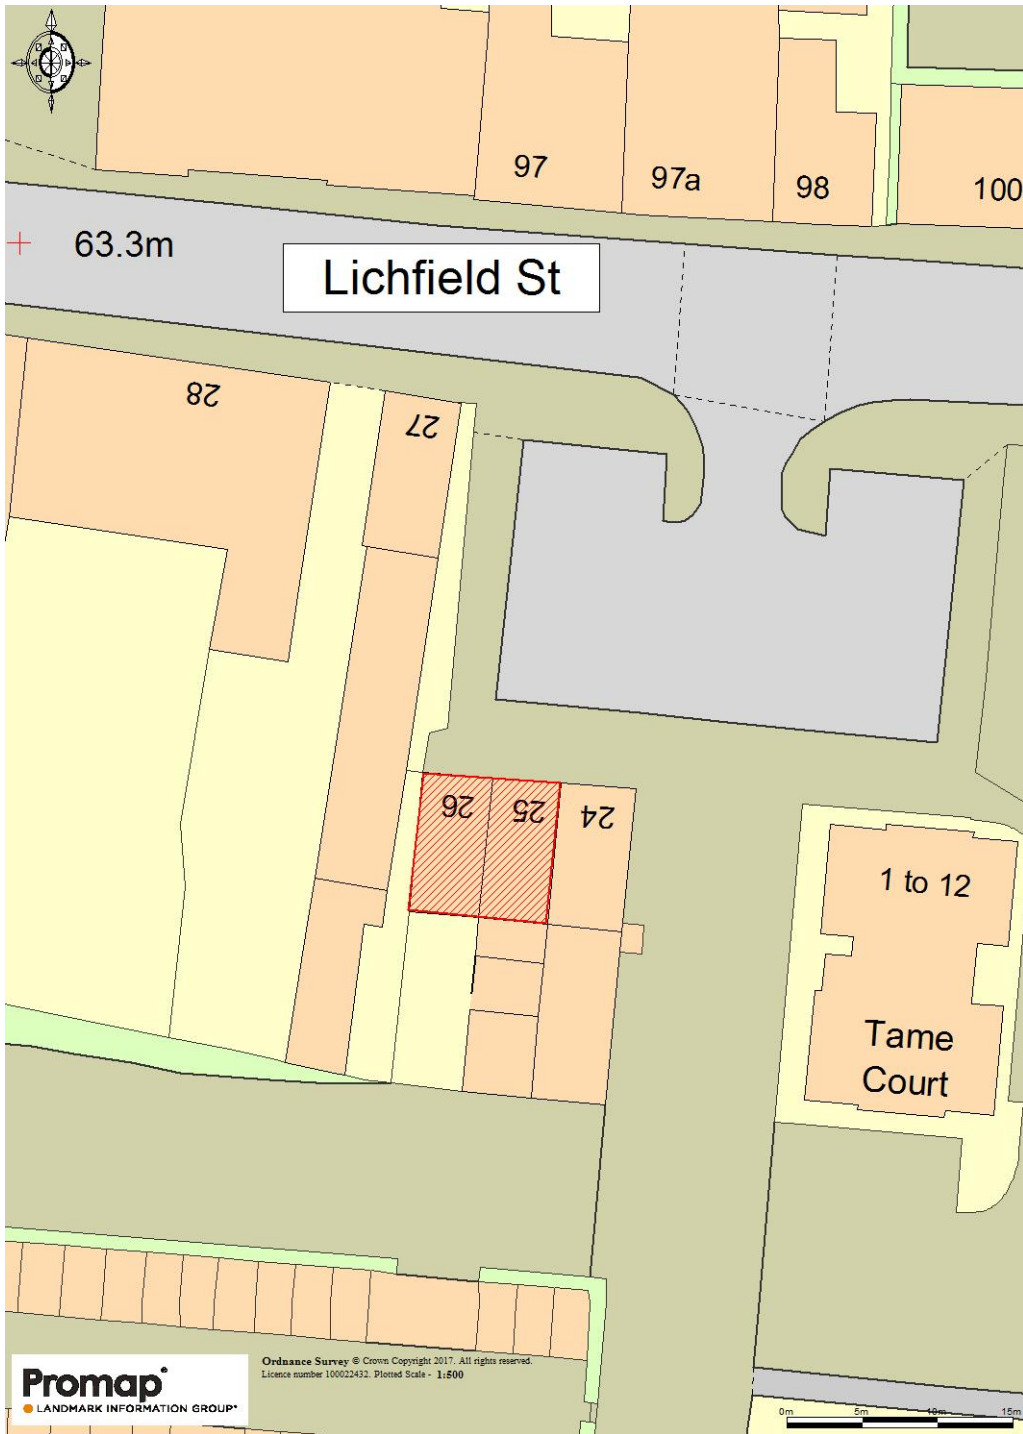 97
97a
98
100
63.3m
Lichfield St
28
27
26
25
24
1 to 12
Tame
Court
Promap
LANDMARK INFORMATION GROUP
Ordnance Survey © Crown Copyright 2017. All rights reserved.
Licence number 100022432. Plotted Scale - 1:500
0m 5m 10m 15m